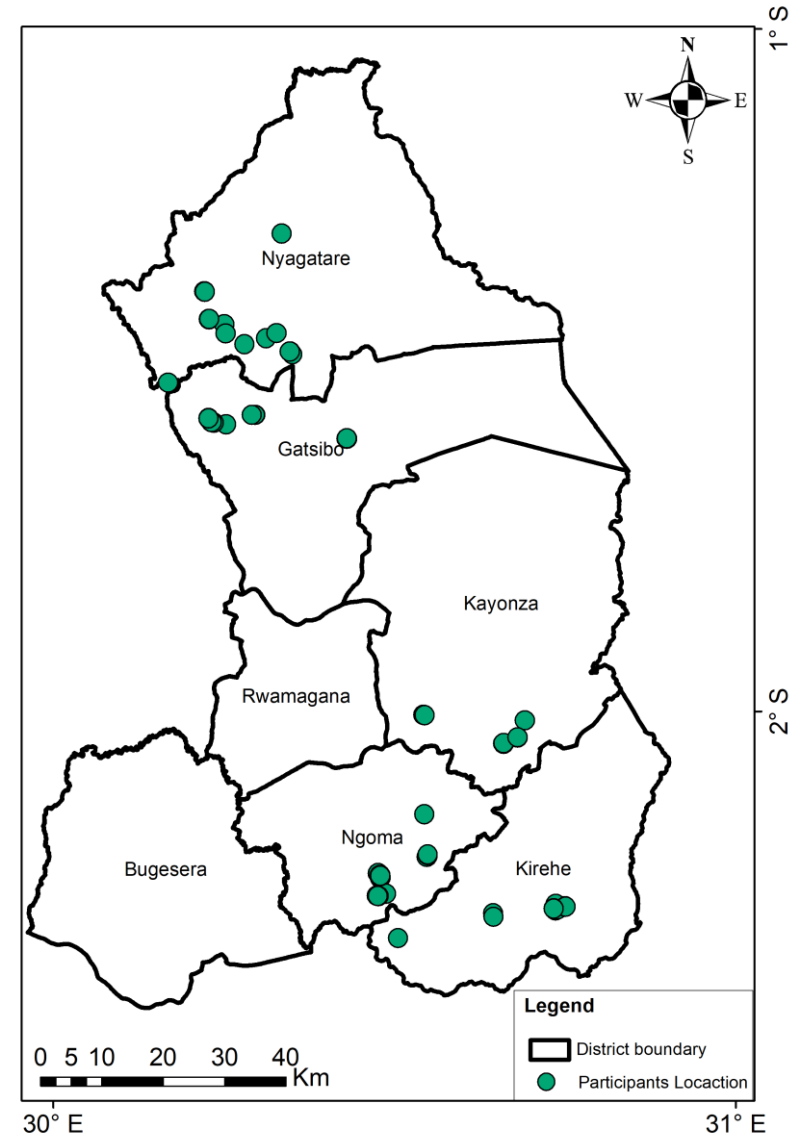 1° S
N
W E
S
Nyagatare
Gatsibo
Kayonza
Rwamagana
2° S
Ngoma
Bugesera
Kirehe
Legend
District boundary
Participants Locaction
0 5 10 20 30 40
Km
30° E
31° E